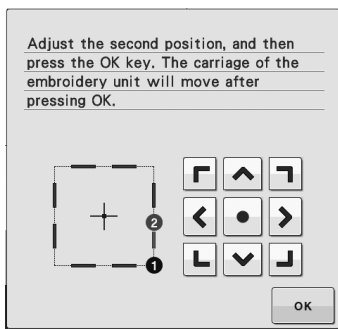 Adjust the second position, and then
press the OK key. The carriage of the
embroidery unit will move after
pressing OK.
2
1
OK